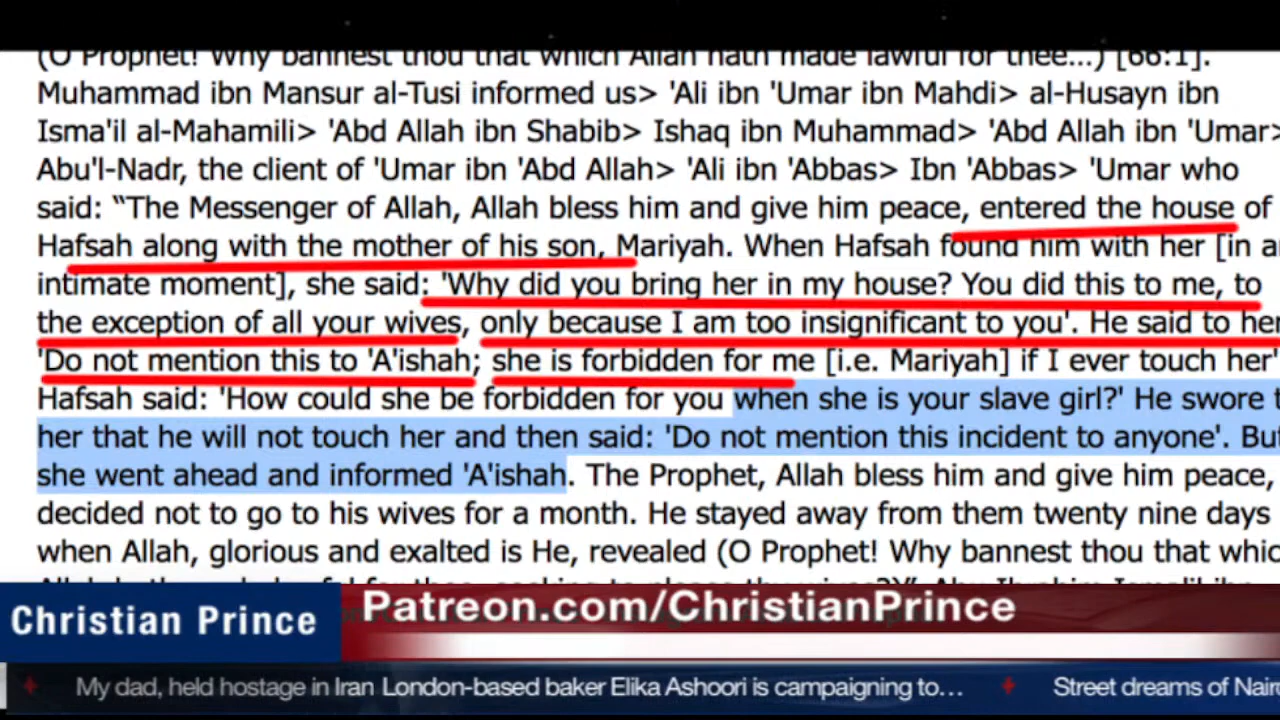 (O Prophet! Why bannest thou that which Allah hath made lawful for thee...) [66:1].
Muhammad ibn Mansur al-Tusi informed us> 'Ali ibn 'Umar ibn Mahdi> al-Husayn ibn
Isma'il al-Mahamili> 'Abd Allah ibn Shabib> Ishaq ibn Muhammad> 'Abd Allah ibn 'Umar>
Abu'l-Nadr, the client of 'Umar ibn 'Abd Allah> 'Ali ibn 'Abbas> Ibn 'Abbas> 'Umar who
said: “The Messenger of Allah, Allah bless him and give him peace, entered the house of
Hafsah along with the mother of his son, Mariyah. When Hafsah found him with her [in
intimate moment], she said: 'Why did you bring her in my house? You did this to me, to
the exception of all your wives, only because I am too insignificant to you'. He said to her
'Do not mention this to 'A'ishah; she is forbidden for me [i.e. Mariyah] if I ever touch her'
Hafsah said: 'How could she be forbidden for you when she is your slave girl?' He swore
her that he will not touch her and then said: 'Do not mention this incident to anyone'. But
she went ahead and informed 'A'ishah. The Prophet, Allah bless him and give him peace,
decided not to go to his wives for a month. He stayed away from them twenty nine days
when Allah, glorious and exalted is He, revealed (O Prophet! Why bannest thou that
Christian Prince
Patreon.com/ChristianPrince
My dad, held hostage in Iran London-based baker Elika Ashoori is campaigning to...
Street dreams of